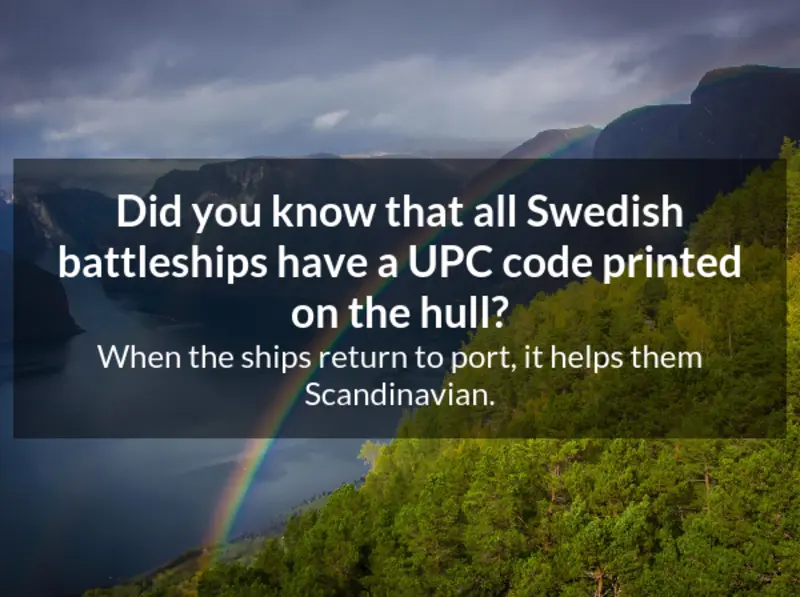 Did you know that all Swedish
battleships have a UPC code printed
on the hull?
When the ships return to port, it helps them
Scandinavian.